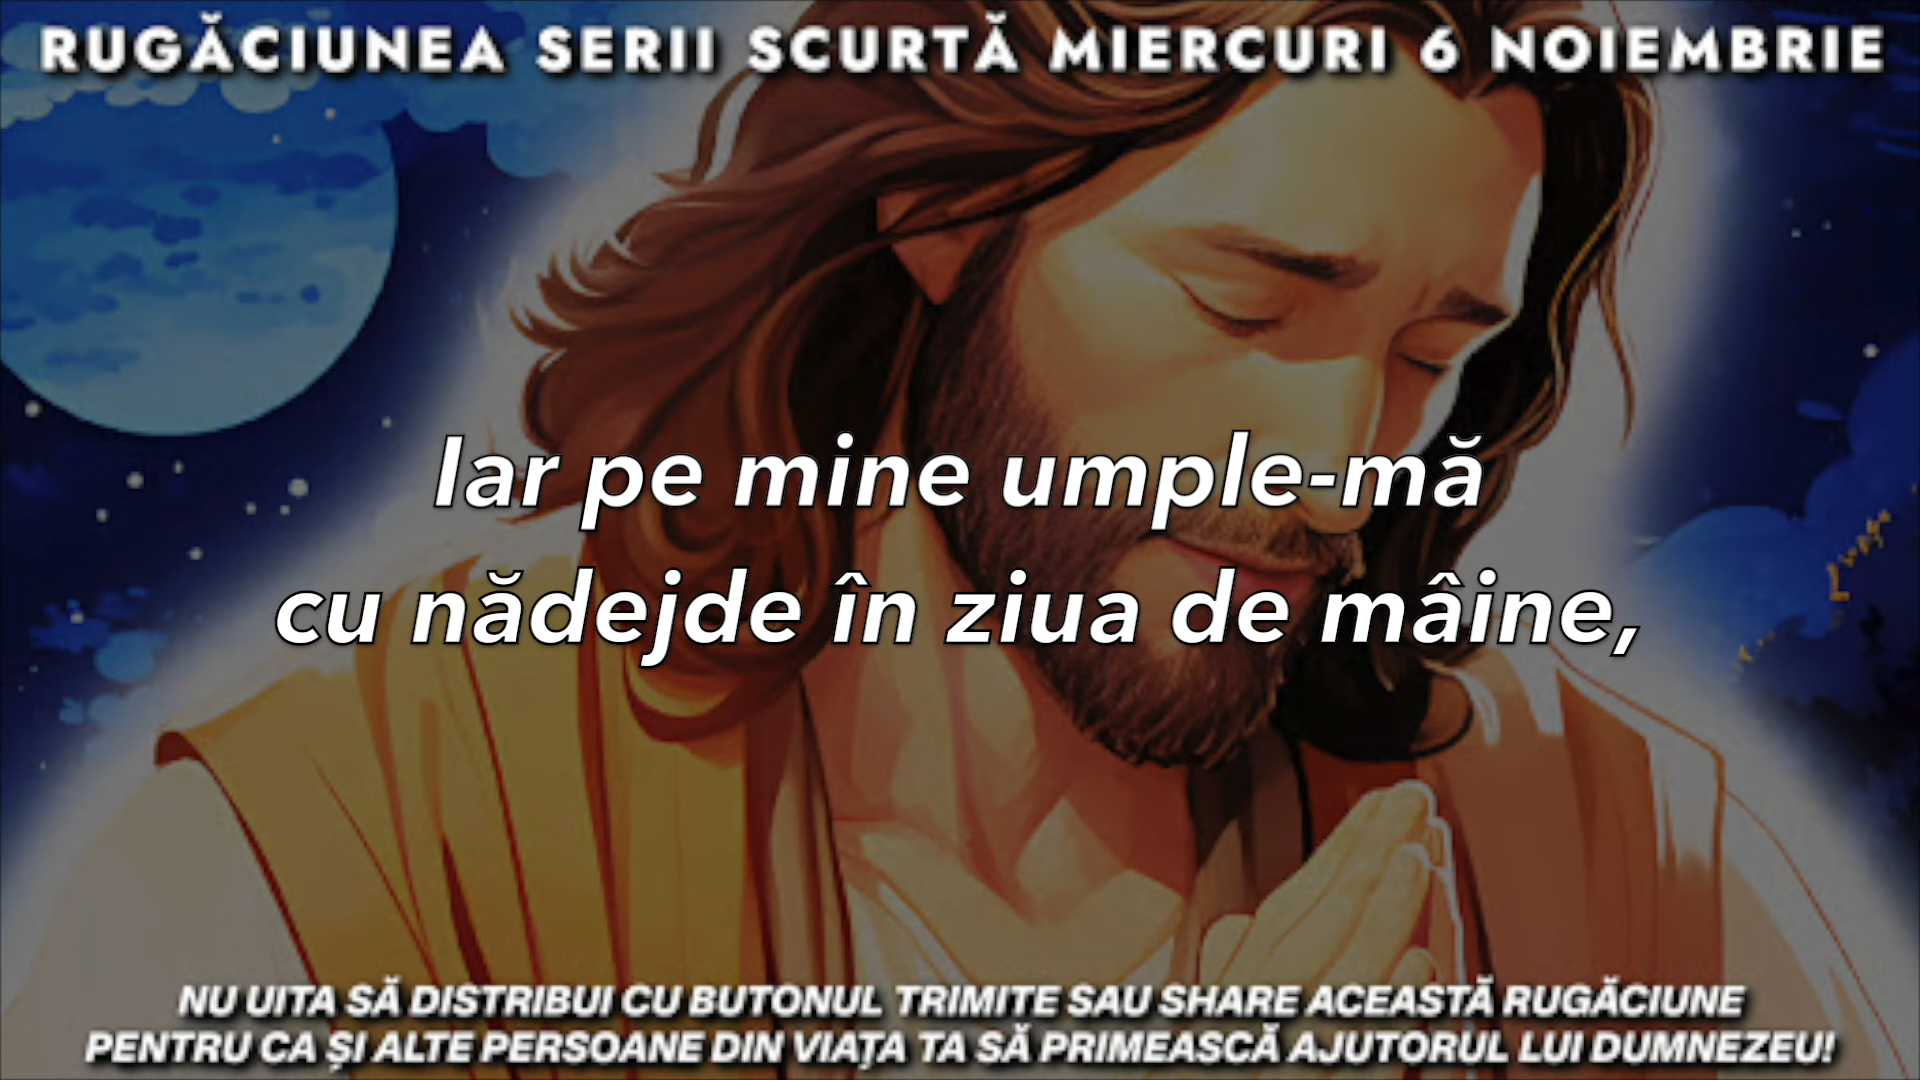 RUGĂCIUNEA SERII SCURTĂ MIERCURI 6 NOIEMBRIE
Iar pe mine umple-mă
cu nădejde în ziua de mâine,
NU UITA SĂ DISTRIBUI CU BUTONUL TRIMITE SAU SHARE ACEASTĂ RUGĂCIUNE
PENTRU CA ȘI ALTE PERSOANE DIN VIAȚA TA SĂ PRIMEASCĂ AJUTORUL LUI DUMNEZEU!